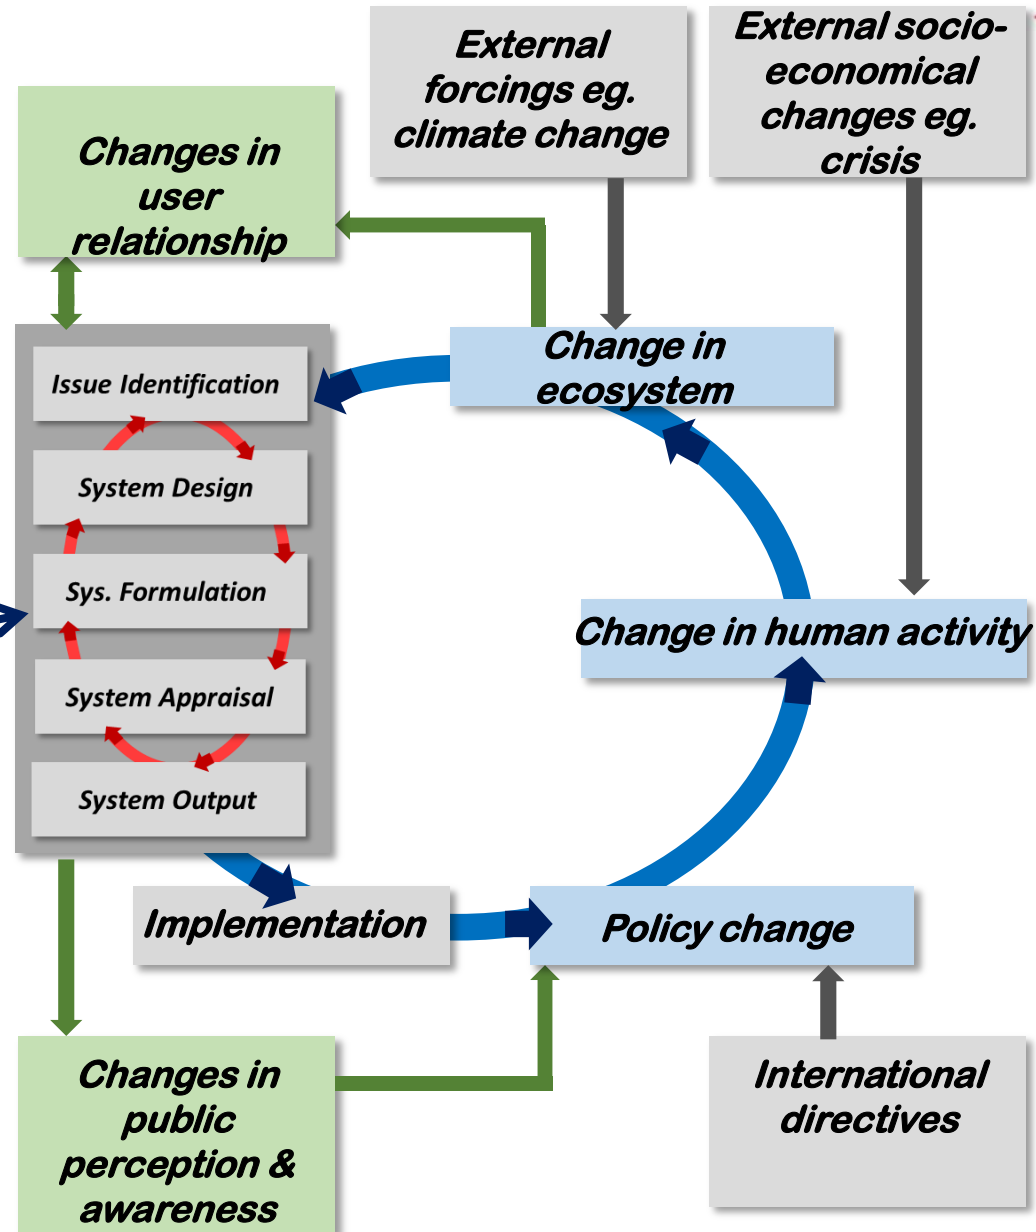 External
forcings eg.
climate change
External socio-
economical
changes eg.
crisis
Changes in
user
relationship
Change in
ecosystem
Issue Identification
System Design
Sys. Formulation
System Appraisal
System Output
Change in human activity
Implementation
Policy change
Changes in
public
perception &
awareness
International
directives